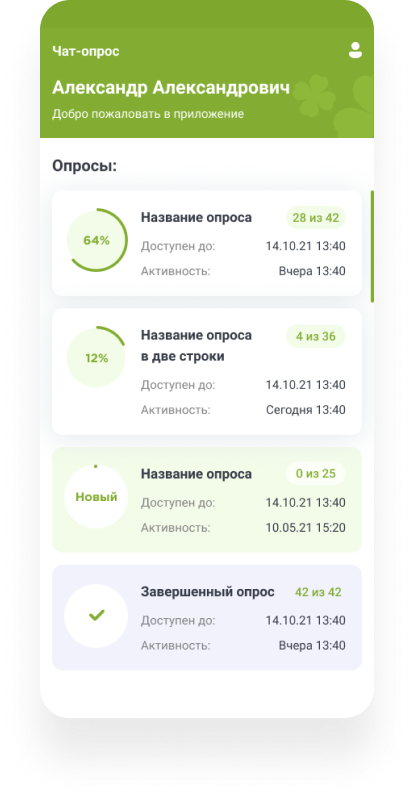 Чат-опрос
Александр Александрович
Добро пожаловать в приложение
Опросы:
64%
Название опроса 28 из 42
Доступен до: 14.10.21 13:40
Активность: Вчера 13:40
12%
Название опроса 4 из 36
в две строки
Доступен до: 14.10.21 13:40
Активность: Сегодня 13:40
Новый
Название опроса 0 из 25
Доступен до: 14.10.21 13:40
Активность: 10.05.21 15:20
Завершенный опрос 42 из 42
Доступен до: 14.10.21 13:40
Активность: Вчера 13:40